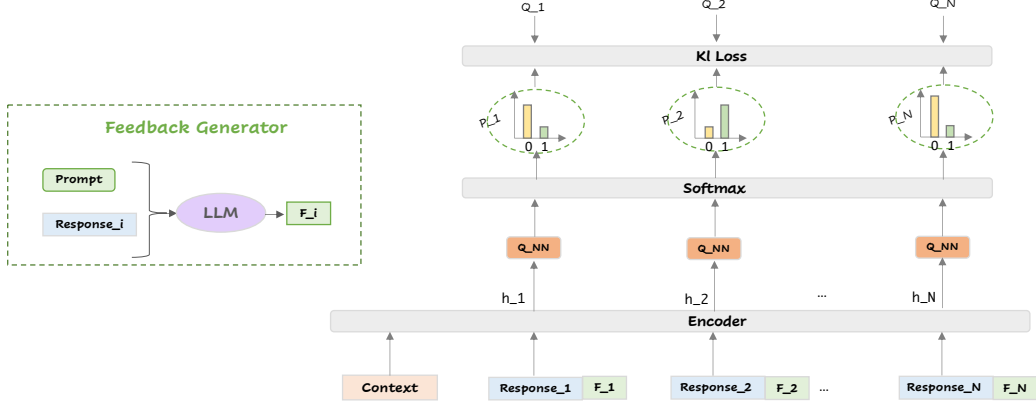 Q_1 Q_2 Q_N
Kl Loss
P_1 0 1 P_2 0 1 P_N 0 1
Feedback Generator
Prompt
Response_i
LLM
F_i
Softmax
Q_NN Q_NN Q_NN
h_1 h_2 ... h_N
Encoder
Context Response_1 F_1 Response_2 F_2 ... Response_N F_N